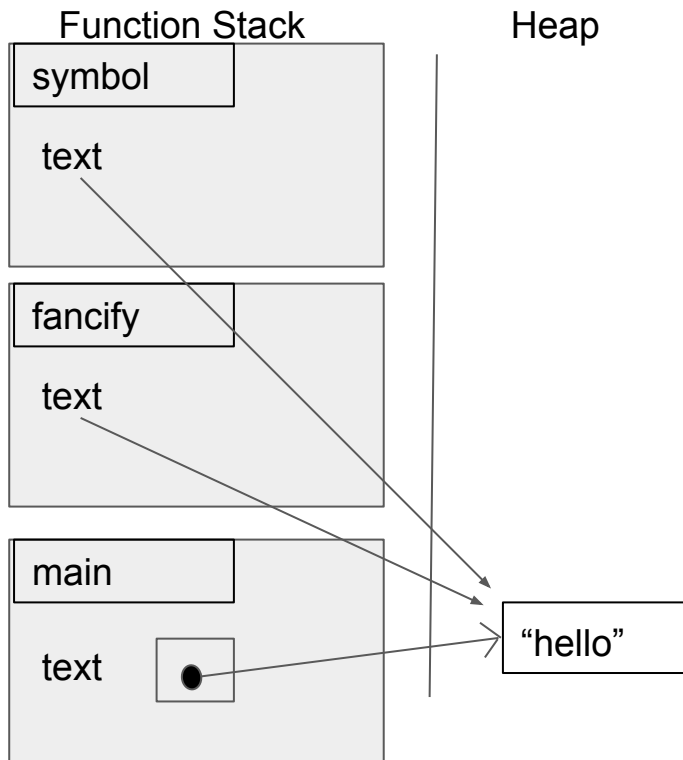 Function Stack
Heap
symbol
text
fancify
text
main
text
“hello”